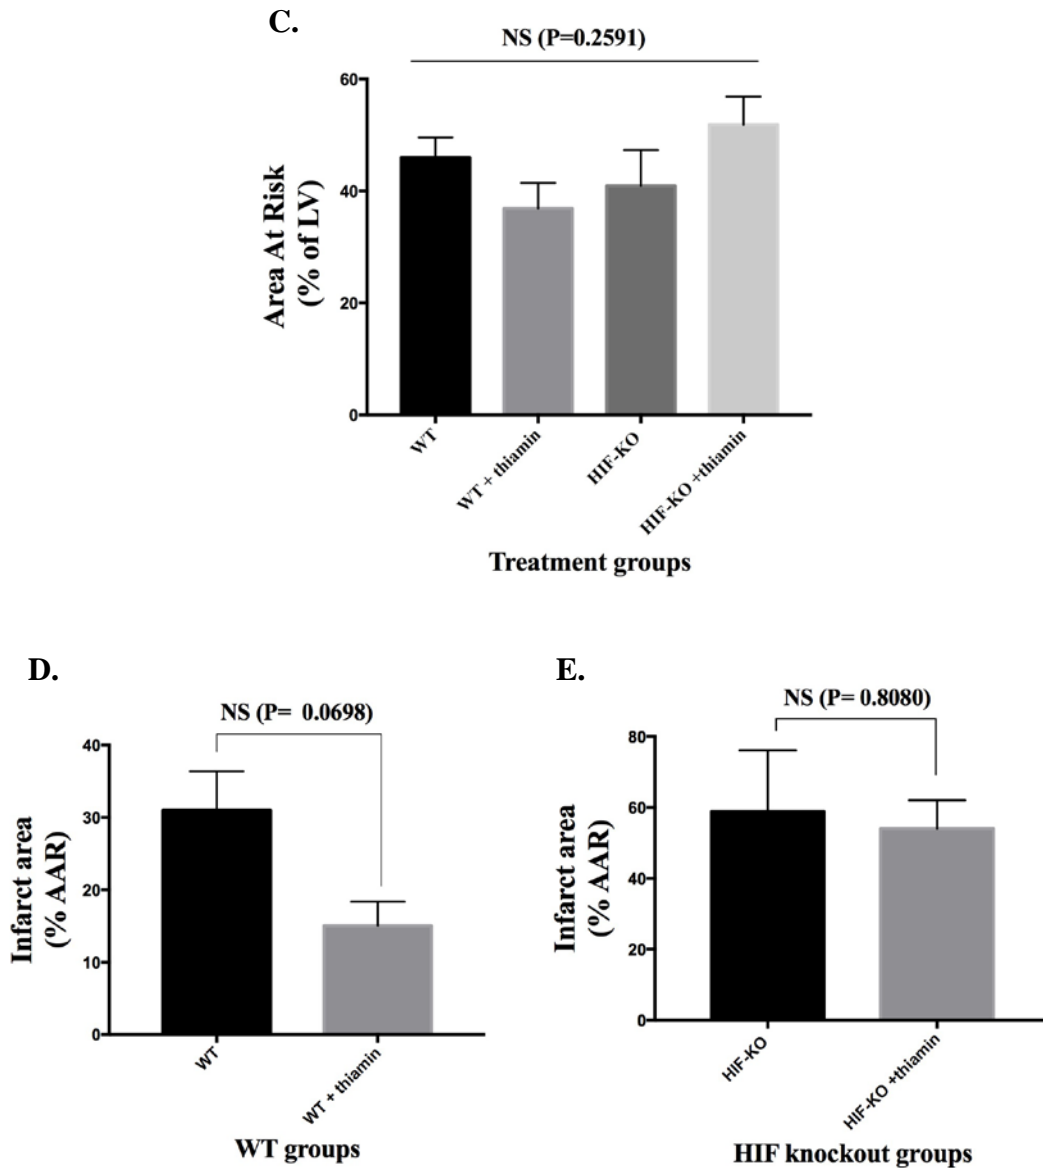 C.
NS (P=0.2591)
Area At Risk
(% of LV)
60
40
20
0
WT
WT + thiamin
HIF-KO
HIF-KO +thiamin
Treatment groups
D.
NS (P= 0.0698)
Infarct area
(% AAR)
40
30
20
10
0
WT
WT + thiamin
WT groups
E.
NS (P= 0.8080)
Infarct area
(% AAR)
80
60
40
20
0
HIF-KO
HIF-KO +thiamin
HIF knockout groups